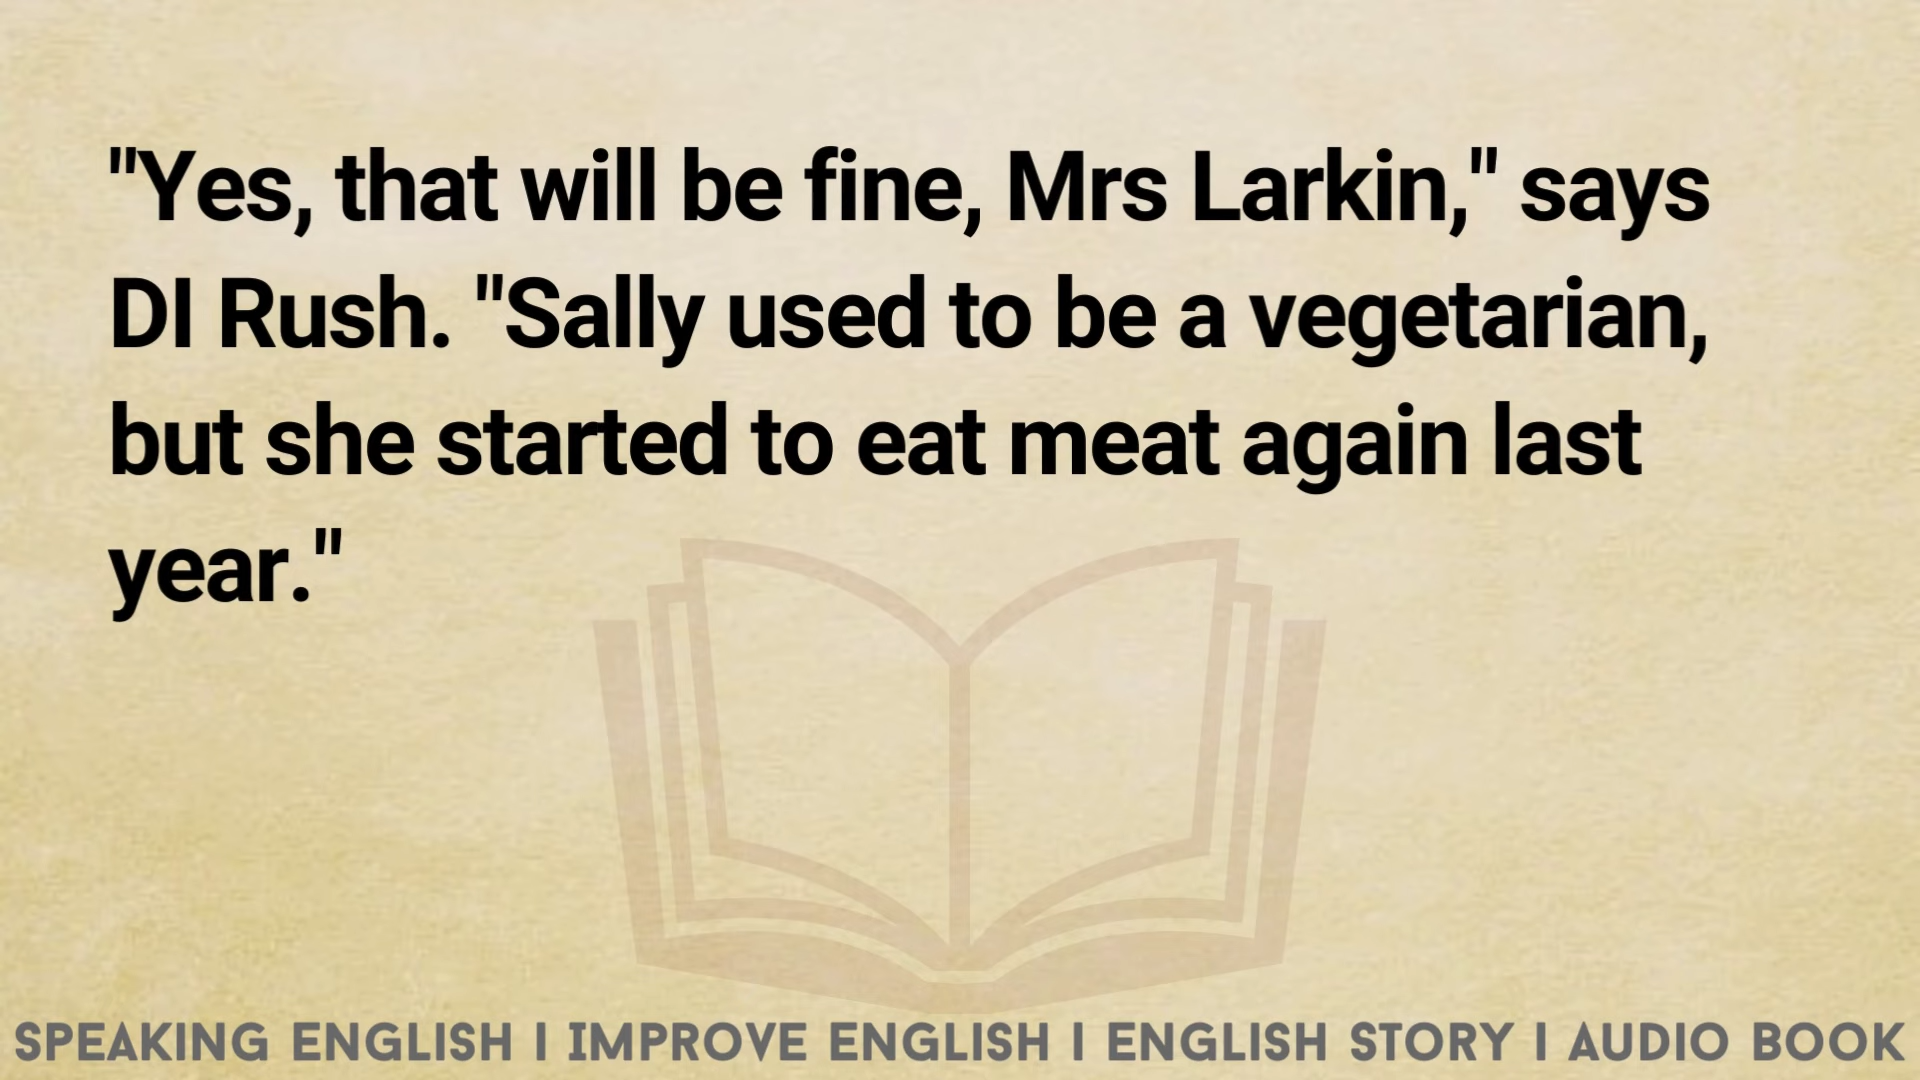 "Yes, that will be fine, Mrs Larkin," says
DI Rush. "Sally used to be a vegetarian,
but she started to eat meat again last
year."
SPEAKING ENGLISH I IMPROVE ENGLISH I ENGLISH STORY I AUDIO BOOK